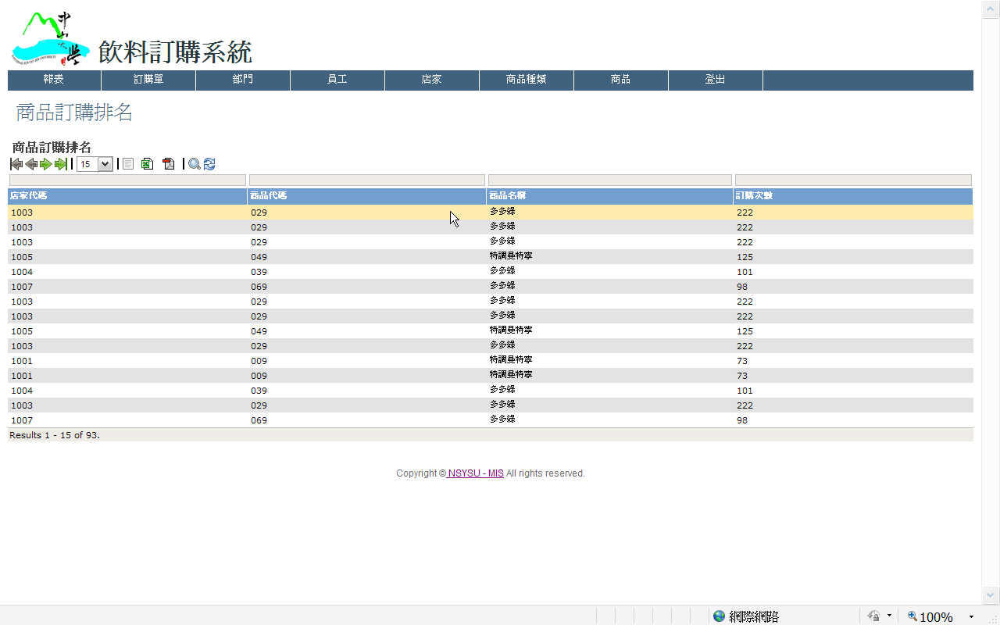 中山大學
NATIONAL SUN YAT-SEN UNIVERSITY
飲料訂購系統
報表 訂購單 部門 員工 店家 商品種類 商品 登出
商品訂購排名
商品訂購排名
15
店家代碼 商品代碼 商品名稱 訂購次數
1003 029 多多綠 222
1003 029 多多綠 222
1003 029 多多綠 222
1005 049 特調曼特寧 125
1004 039 多多綠 101
1007 069 多多綠 98
1003 029 多多綠 222
1003 029 多多綠 222
1005 049 特調曼特寧 125
1003 029 多多綠 222
1001 009 特調曼特寧 73
1001 009 特調曼特寧 73
1004 039 多多綠 101
1003 029 多多綠 222
1007 069 多多綠 98
Results 1 - 15 of 93.
Copyright © NSYSU - MIS All rights reserved.
網際網路 100%